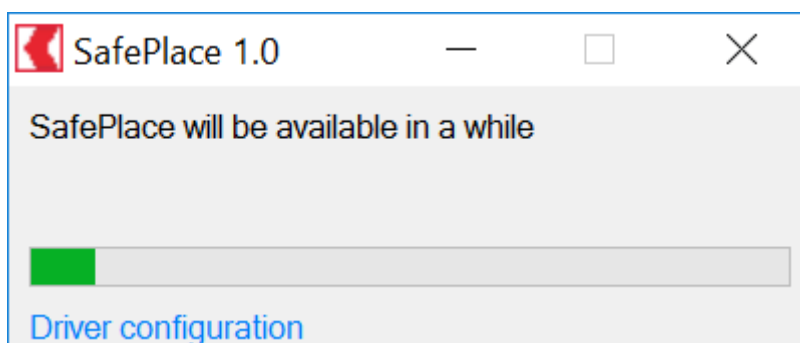 SafePlace 1.0
SafePlace will be available in a while
Driver configuration